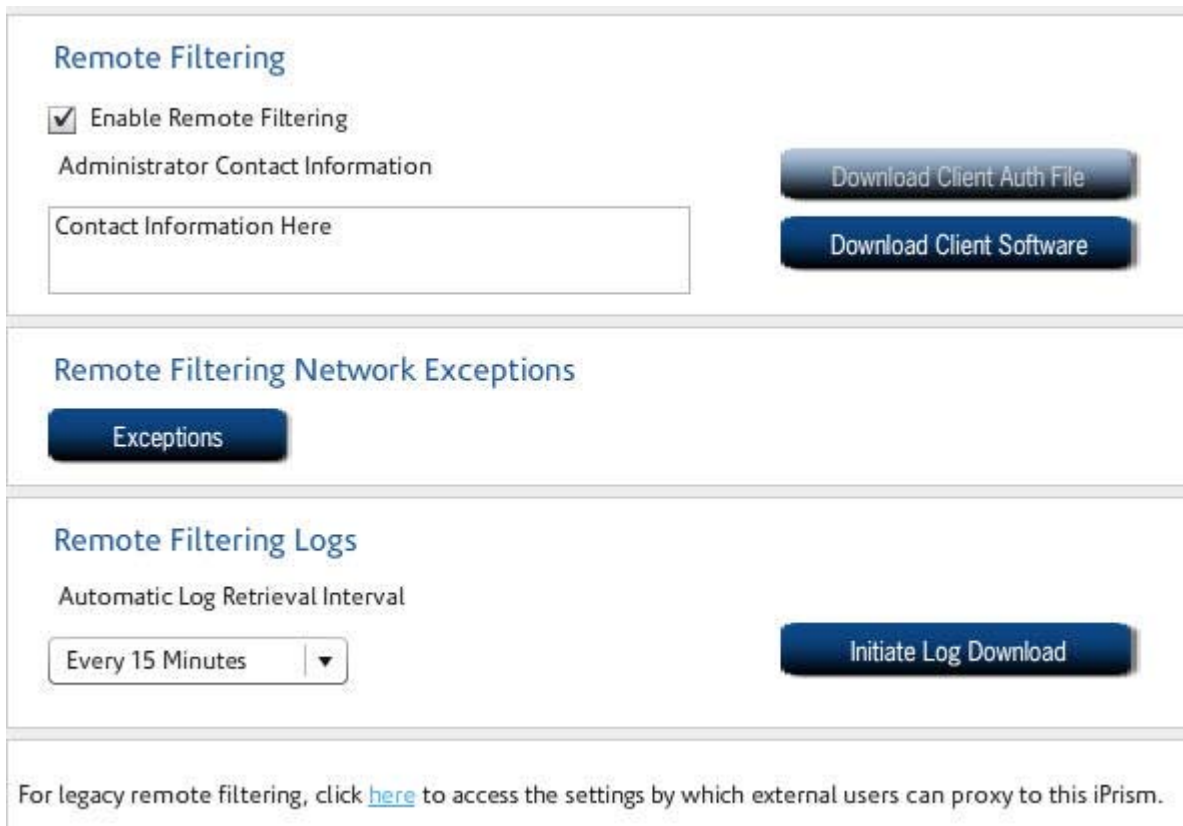 Remote Filtering
Enable Remote Filtering
Administrator Contact Information
Download Client Auth File
Contact Information Here
Download Client Software
Remote Filtering Network Exceptions
Exceptions
Remote Filtering Logs
Automatic Log Retrieval Interval
Every 15 Minutes
Initiate Log Download
For legacy remote filtering, click here to access the settings by which external users can proxy to this iPrism.